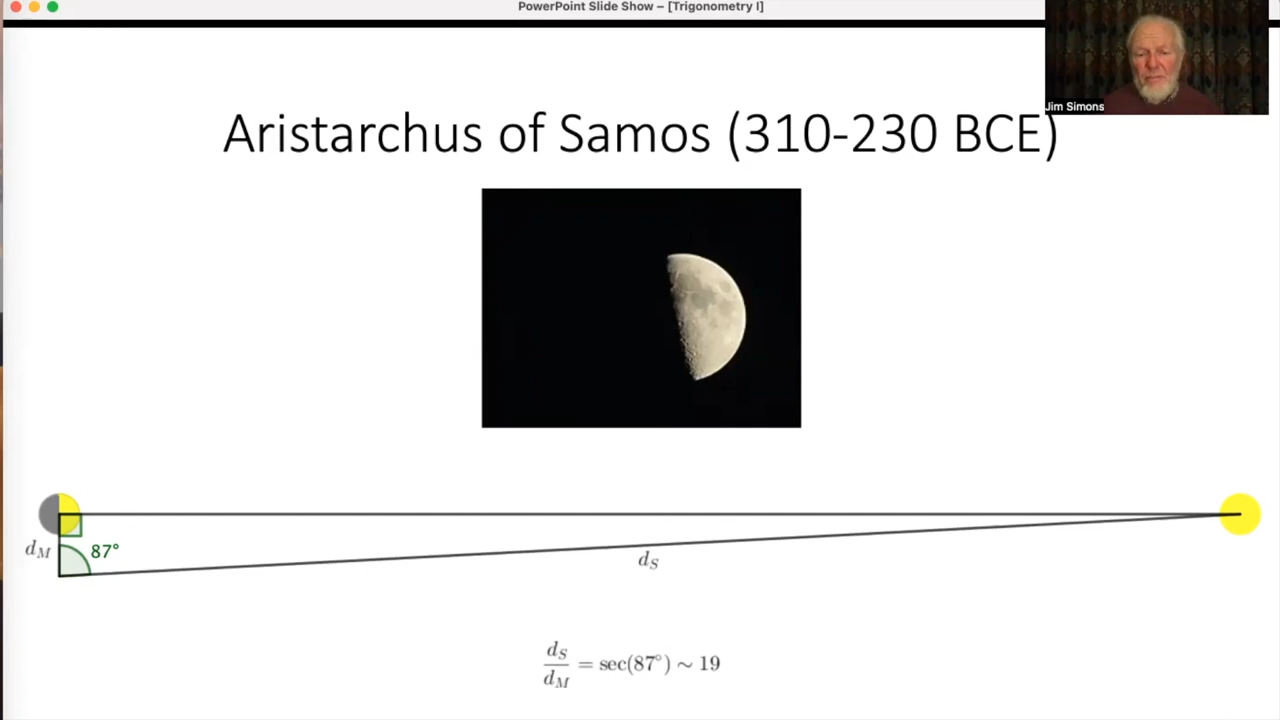 PowerPoint Slide Show – [Trigonometry I]
Jim Simons
Aristarchus of Samos (310-230 BCE)
d_M
87°
d_S
d_S/d_M = sec(87°) ~ 19